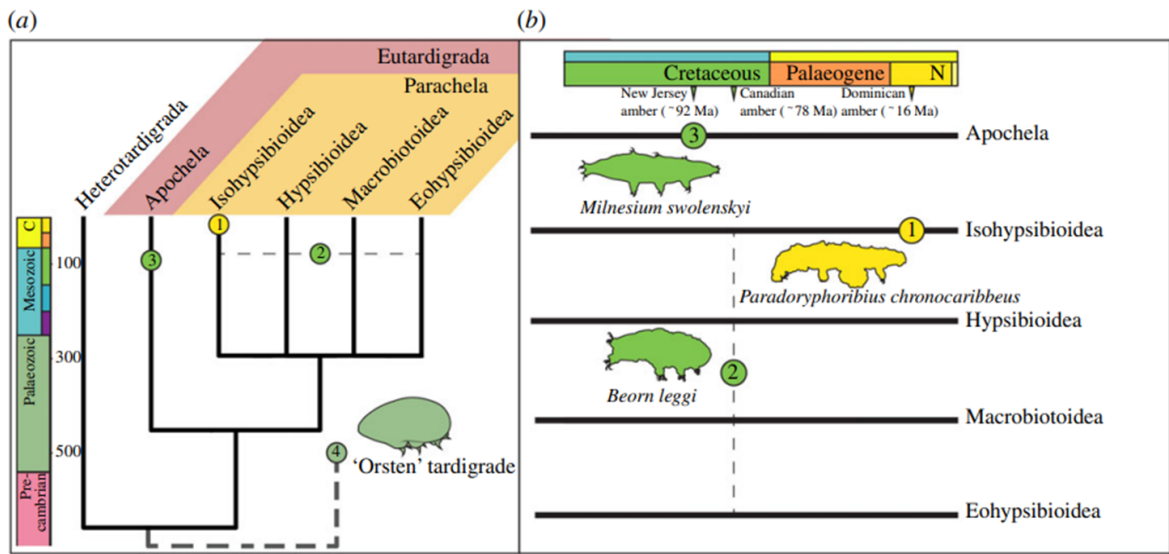 (a)
Eutardigrada
Parachela
Heterotardigrada
Apochela
Isohypsibioidea
Hypsibioidea
Macrobiotoidea
Eohypsibioidea
C
Mesozoic
Palaeozoic
Pre-
cambrian
100
300
500
1
2
3
4
'Orsten' tardigrade
(b)
Cretaceous Palaeogene N
New Jersey Canadian Dominican
amber (~92 Ma) amber (~78 Ma) amber (~16 Ma)
3
Apochela
Milnesium swolenskyi
1
Isohypsibioidea
Paradoryphoribius chronocaribbeus
Hypsibioidea
2
Beorn leggi
Macrobiotoidea
Eohypsibioidea